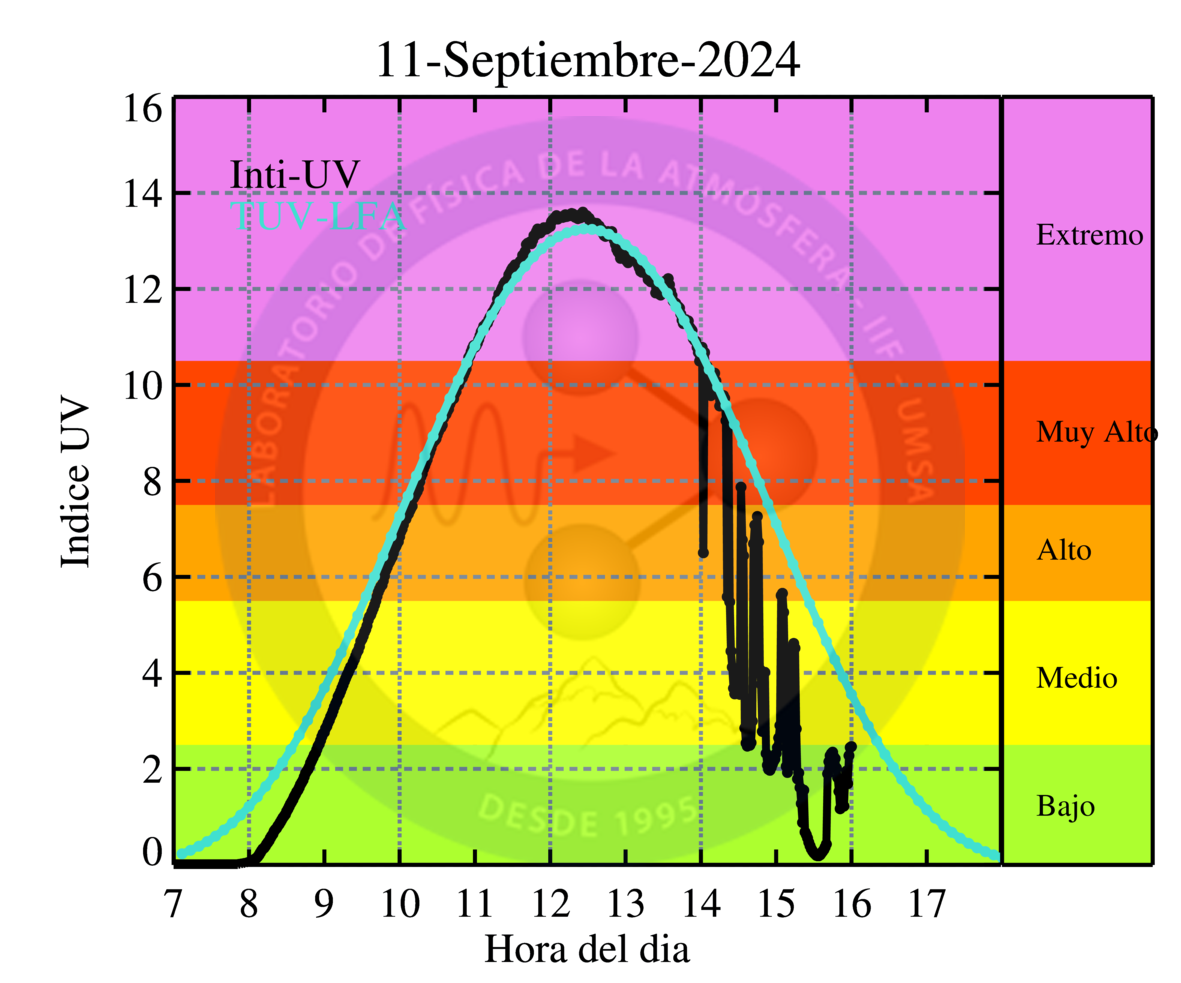 11-Septiembre-2024
16
14
12
10
8
6
4
2
0
Indice UV
Inti-UV
TUV-LFA
LABORATORIO DE FÍSICA DE LA ATMÓSFERA - IIF - UMSA
DESDE 1995
Extremo
Muy Alto
Alto
Medio
Bajo
7 8 9 10 11 12 13 14 15 16 17
Hora del dia